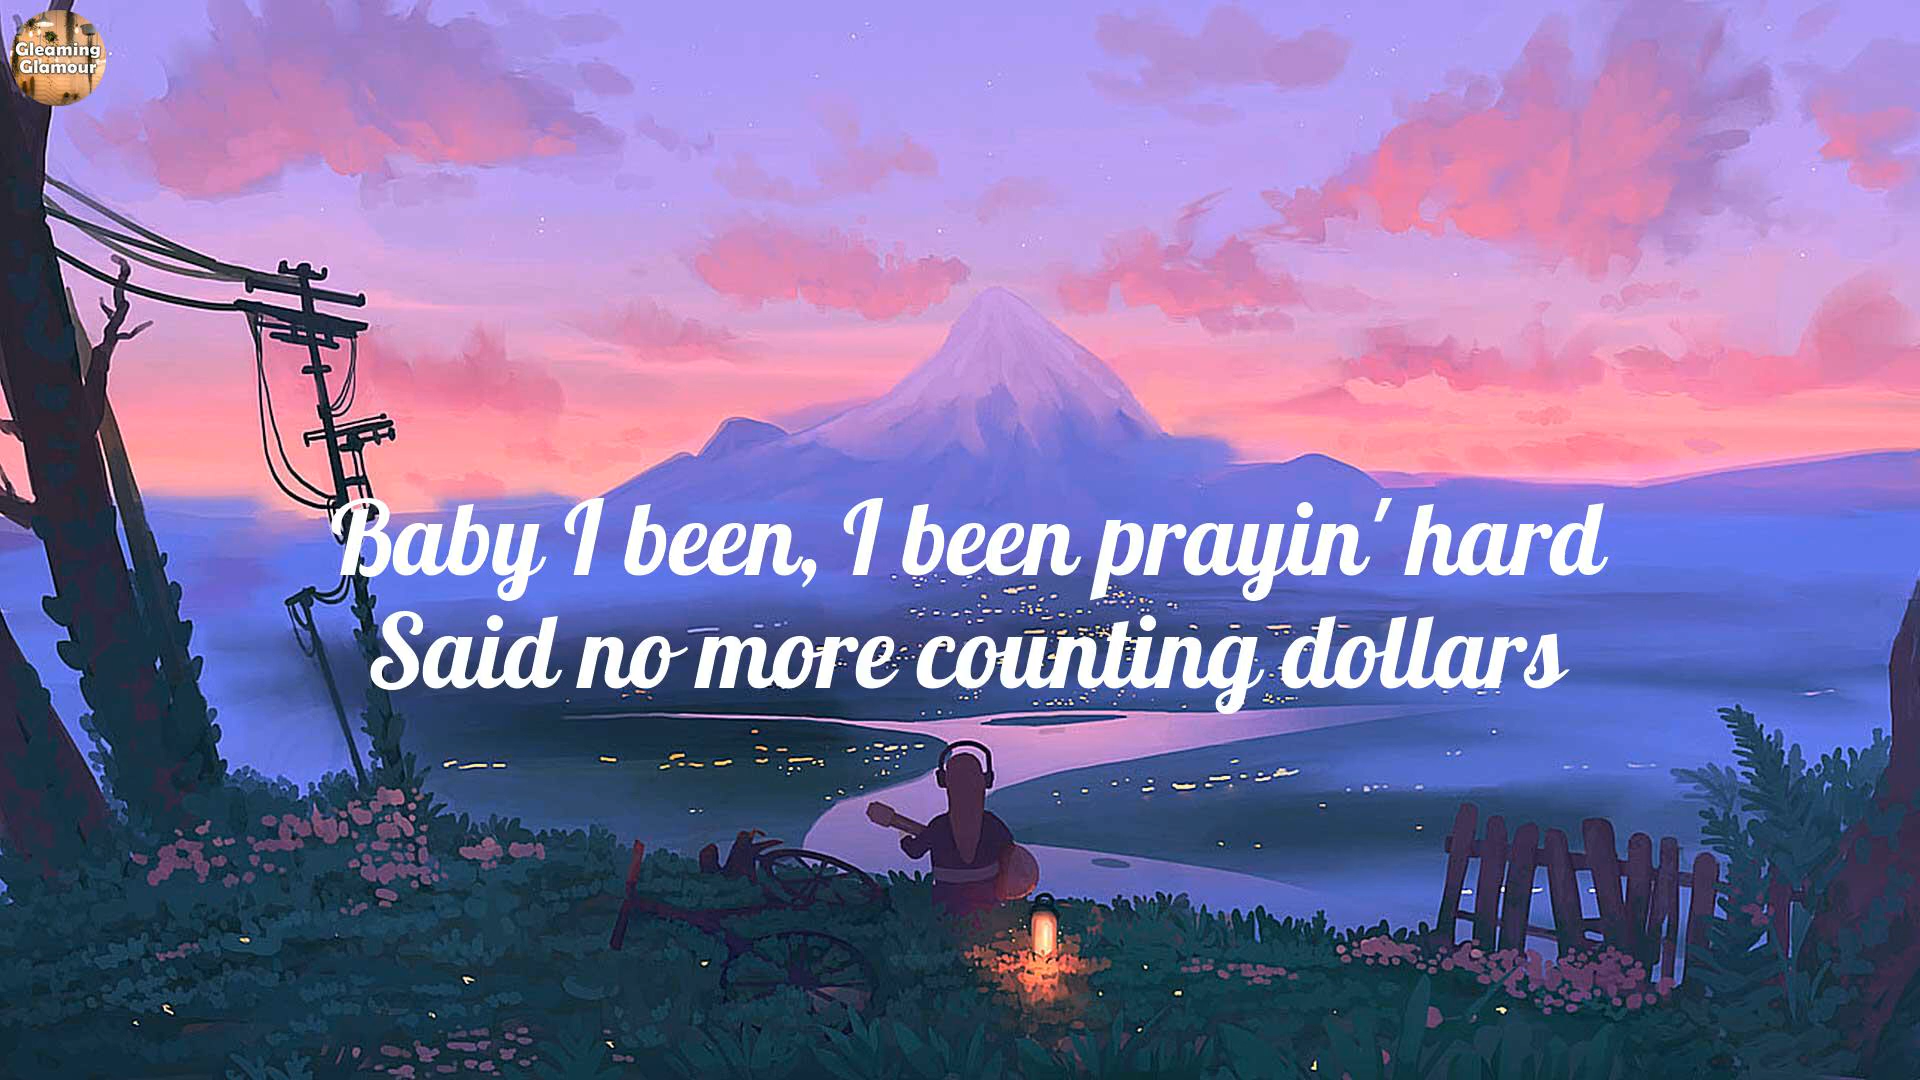 Gleaming
Glamour
Baby I been, I been prayin' hard
Said no more counting dollars